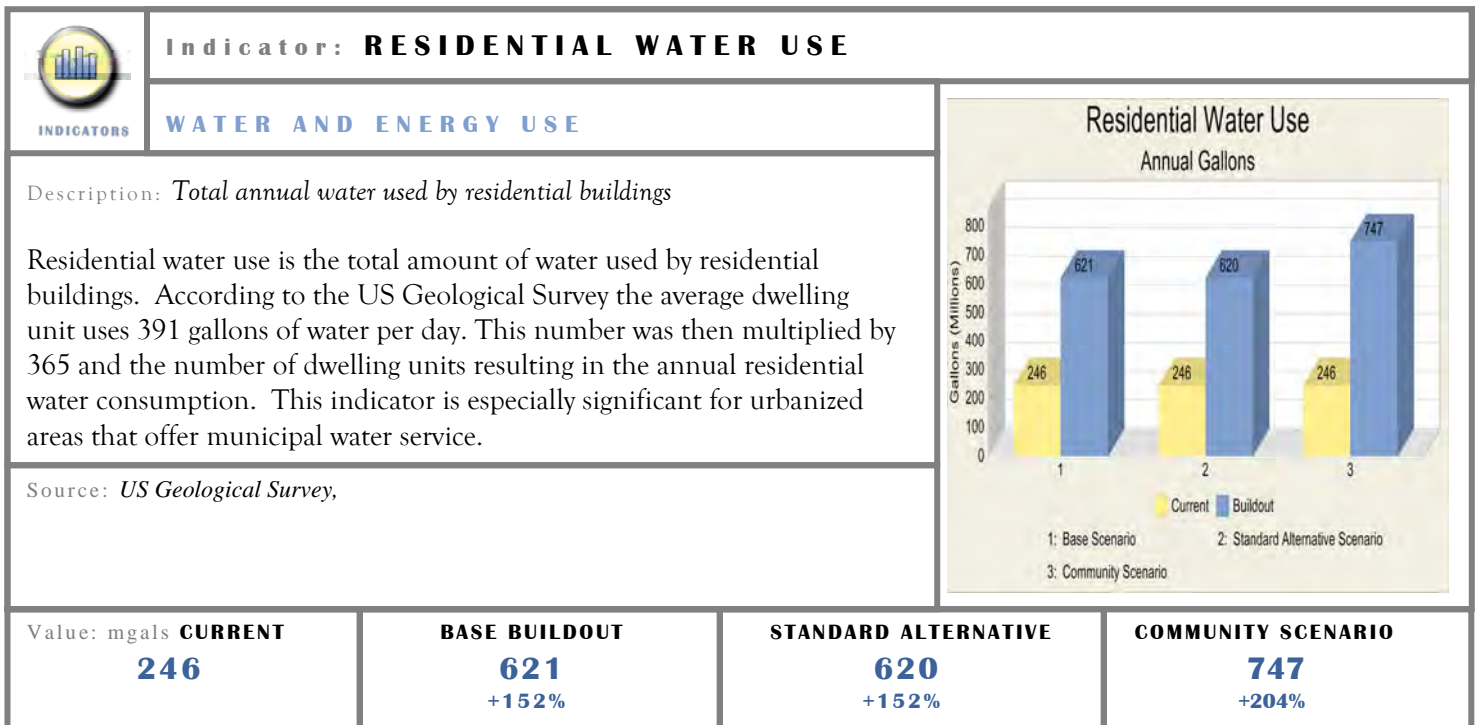 Indicator: RESIDENTIAL WATER USE
INDICATORS
WATER AND ENERGY USE
Description: Total annual water used by residential buildings
Residential water use is the total amount of water used by residential
buildings. According to the US Geological Survey the average dwelling
unit uses 391 gallons of water per day. This number was then multiplied by
365 and the number of dwelling units resulting in the annual residential
water consumption. This indicator is especially significant for urbanized
areas that offer municipal water service.
Source: US Geological Survey,
Residential Water Use
Annual Gallons
Gallons (Millions)
800
700
600
500
400
300
200
100
0
246
621
246
620
246
747
1
2
3
Current Buildout
1: Base Scenario 2: Standard Alternative Scenario
3: Community Scenario
Value: mgals CURRENT
246
BASE BUILDOUT
621
+152%
STANDARD ALTERNATIVE
620
+152%
COMMUNITY SCENARIO
747
+204%